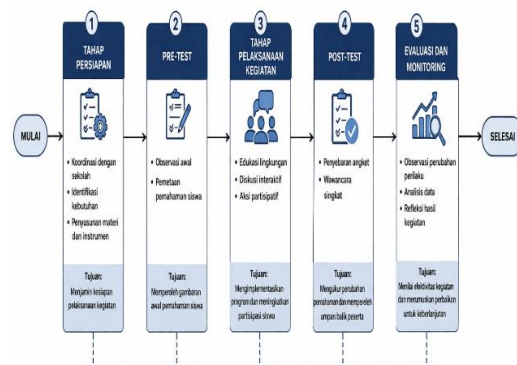 1
TAHAP
PERSIAPAN
2
PRE-TEST
3
TAHAP
PELAKSANAAN
KEGIATAN
4
POST-TEST
5
EVALUASI DAN
MONITORING
MULAI
SELESAI
• Koordinasi dengan
sekolah
• Identifikasi
kebutuhan
• Penyusunan materi
dan instrumen
• Observasi awal
• Pemetaan
pemahaman siswa
• Edukasi lingkungan
• Diskusi interaktif
• Aksi partisipatif
• Penyebaran angket
• Wawancara
singkat
• Observasi perubahan
perilaku
• Analisis data
• Refleksi hasil
kegiatan
Tujuan:
Menjamin kesiapan
pelaksanaan kegiatan
Tujuan:
Memperoleh gambaran
awal pemahaman siswa
Tujuan:
Mengimplementasikan
program dan meningkatkan
partisipasi siswa
Tujuan:
Mengukur perubahan
pemahaman dan memperoleh
umpan balik peserta
Tujuan:
Menilai efektivitas kegiatan
dan merumuskan perbaikan
untuk keberlanjutan